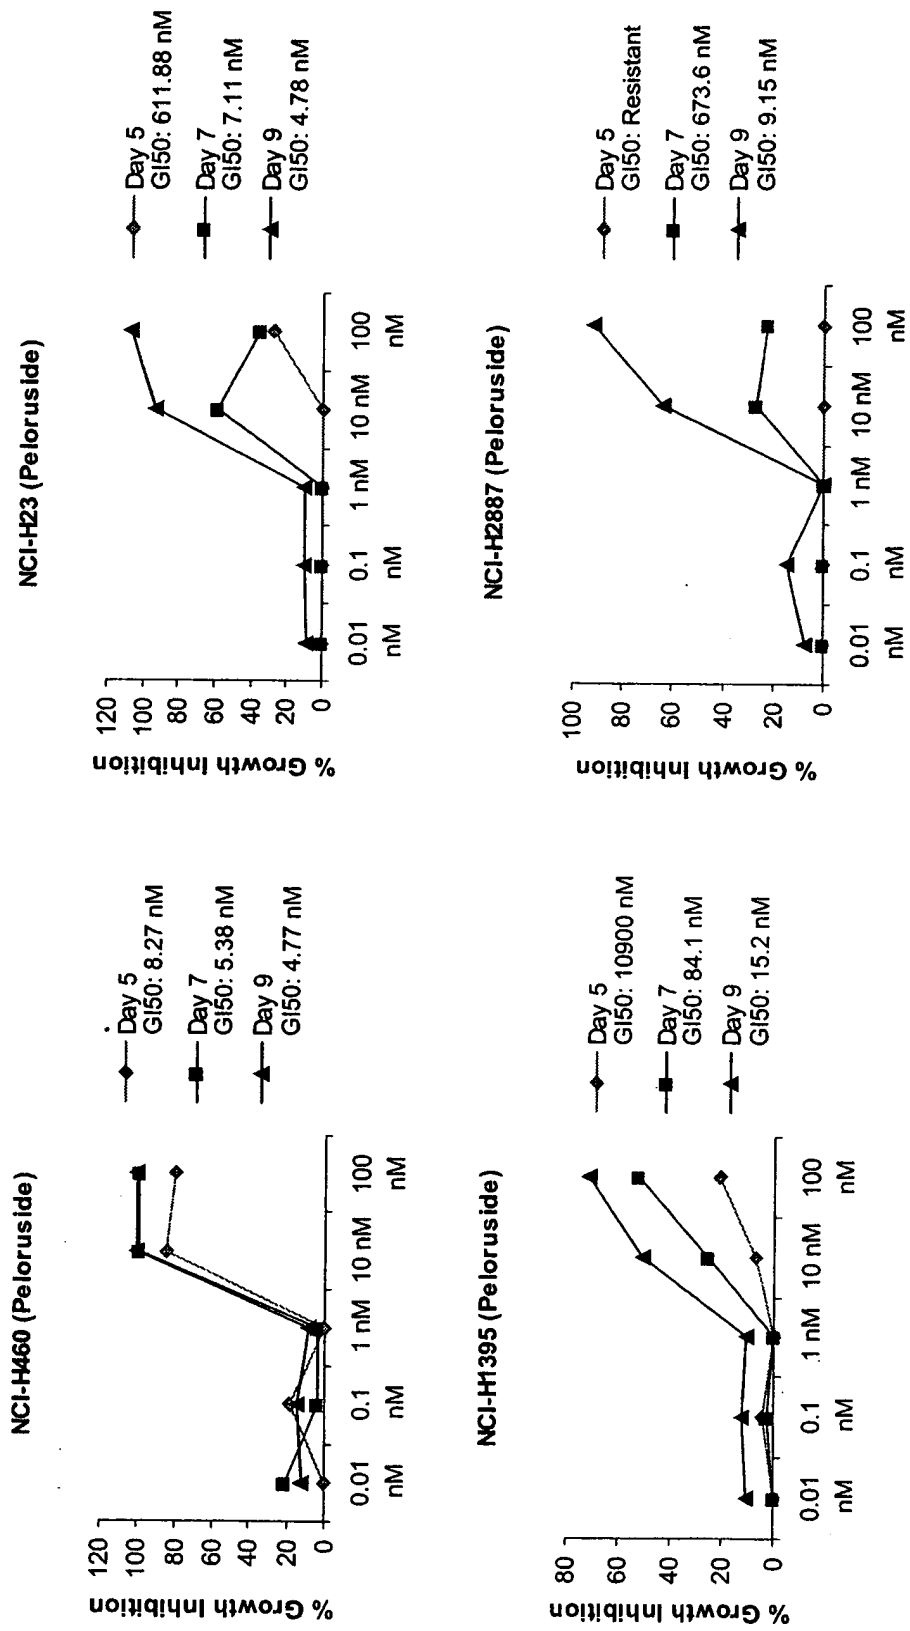 NCI-H460 (Peloruside)
% Growth Inhibition
120
100
80
60
40
20
0
0.01
nM
0.1
nM
1 nM
10 nM
100
nM
Day 5
GI50: 8.27 nM
Day 7
GI50: 5.38 nM
Day 9
GI50: 4.77 nM
NCI-H23 (Peloruside)
% Growth Inhibition
120
100
80
60
40
20
0
0.01
nM
0.1
nM
1 nM
10 nM
100
nM
Day 5
GI50: 611.88 nM
Day 7
GI50: 7.11 nM
Day 9
GI50: 4.78 nM
NCI-H1395 (Peloruside)
% Growth Inhibition
80
60
40
20
0
0.01
nM
0.1
nM
1 nM
10 nM
100
nM
Day 5
GI50: 10900 nM
Day 7
GI50: 84.1 nM
Day 9
GI50: 15.2 nM
NCI-H2887 (Peloruside)
% Growth Inhibition
100
80
60
40
20
0
0.01
nM
0.1
nM
1 nM
10 nM
100
nM
Day 5
GI50: Resistant
Day 7
GI50: 673.6 nM
Day 9
GI50: 9.15 nM